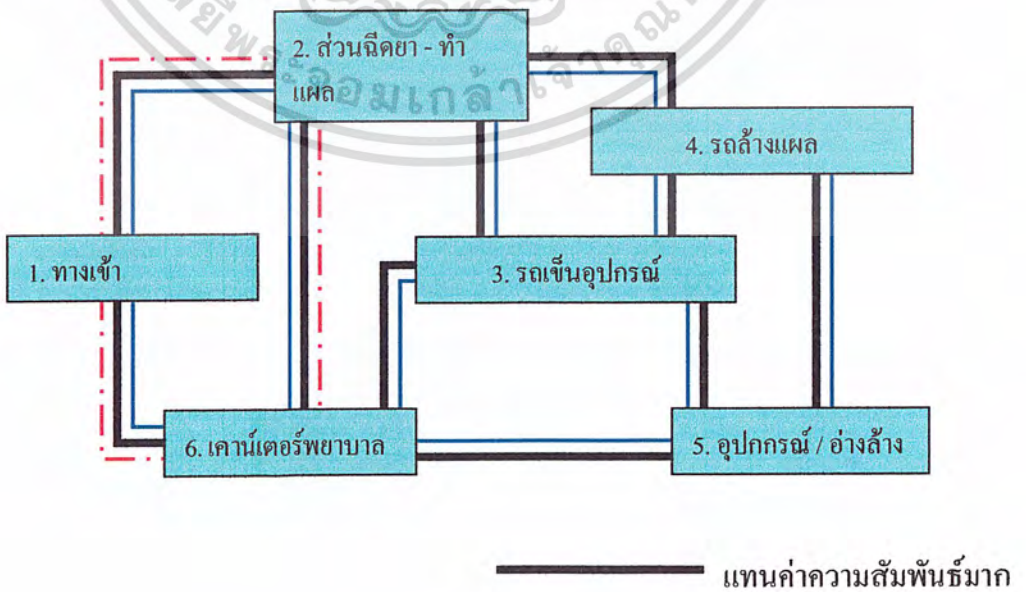 2. ส่วนฉีดยา - ทำ
แผล
4. รถล้างแผล
1. ทางเข้า
3. รถเข็นอุปกรณ์
6. เคาน์เตอร์พยาบาล
5. อุปกกรณ์ / อ่างล้าง
แทนค่าความสัมพันธ์มาก